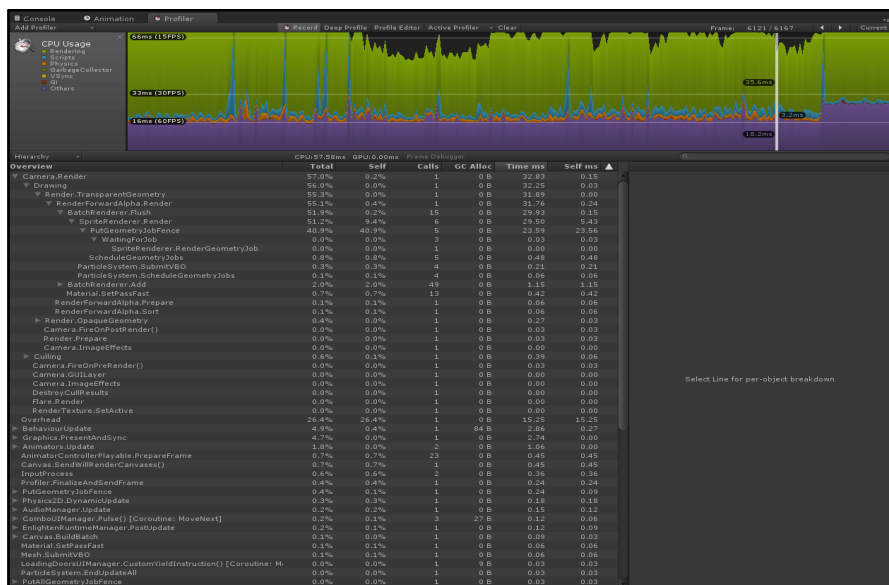 Console Animation Profiler
Add Profiler Record Deep Profile Profile Editor Active Profiler Clear Frame: 6121 / 6167 Current
CPU Usage
Rendering
Scripts
Physics
GarbageCollector
VSync
GI
Others
66ms (15FPS)
33ms (30FPS)
16ms (60FPS)
35.6ms
3.2ms
18.2ms
Hierarchy CPU:57.58ms GPU:0.00ms Frame Debugger
Overview Total Self Calls GC Alloc Time ms Self ms
Camera.Render 57.0% 0.2% 1 0 B 32.83 0.15
Drawing 56.0% 0.0% 1 0 B 32.25 0.03
Render.TransparentGeometry 55.3% 0.0% 1 0 B 31.89 0.00
RenderForwardAlpha.Render 55.1% 0.4% 1 0 B 31.76 0.24
BatchRenderer.Flush 51.9% 0.2% 15 0 B 29.93 0.15
SpriteRenderer.Render 51.2% 9.4% 6 0 B 29.50 5.43
PutGeometryJobFence 40.9% 40.9% 5 0 B 23.59 23.56
WaitingForJob 0.0% 0.0% 3 0 B 0.03 0.03
SpriteRenderer.RenderGeometryJob 0.0% 0.0% 1 0 B 0.00 0.00
ScheduleGeometryJobs 0.8% 0.8% 5 0 B 0.48 0.48
ParticleSystem.SubmitVBO 0.3% 0.3% 4 0 B 0.21 0.21
ParticleSystem.ScheduleGeometryJobs 0.1% 0.1% 4 0 B 0.06 0.06
BatchRenderer.Add 2.0% 2.0% 49 0 B 1.15 1.15
Material.SetPassFast 0.7% 0.7% 13 0 B 0.42 0.42
RenderForwardAlpha.Prepare 0.1% 0.1% 1 0 B 0.06 0.06
RenderForwardAlpha.Sort 0.1% 0.1% 1 0 B 0.06 0.06
Render.OpaqueGeometry 0.4% 0.0% 1 0 B 0.27 0.03
Camera.FireOnPostRender() 0.0% 0.0% 1 0 B 0.03 0.03
Render.Prepare 0.0% 0.0% 1 0 B 0.03 0.03
Camera.ImageEffects 0.0% 0.0% 1 0 B 0.00 0.00
Culling 0.6% 0.1% 1 0 B 0.39 0.06
Camera.FireOnPreRender() 0.0% 0.0% 1 0 B 0.03 0.03
Camera.GUILayer 0.0% 0.0% 1 0 B 0.00 0.00
Camera.ImageEffects 0.0% 0.0% 1 0 B 0.00 0.00
DestroyCullResults 0.0% 0.0% 1 0 B 0.00 0.00
Flare.Render 0.0% 0.0% 1 0 B 0.00 0.00
RenderTexture.SetActive 0.0% 0.0% 1 0 B 0.00 0.00
Overhead 26.4% 26.4% 1 0 B 15.25 15.25
BehaviourUpdate 4.9% 0.4% 1 84 B 2.86 0.27
Graphics.PresentAndSync 4.7% 0.0% 1 0 B 2.74 0.00
Animators.Update 1.8% 0.0% 2 0 B 1.06 0.03
AnimatorControllerPlayable.PrepareFrame 0.7% 0.7% 23 0 B 0.45 0.45
Canvas.SendWillRenderCanvases() 0.7% 0.7% 1 0 B 0.45 0.45
InputProcess 0.6% 0.6% 2 0 B 0.36 0.36
Profiler.FinalizeAndSendFrame 0.4% 0.4% 1 0 B 0.24 0.24
PutGeometryJobFence 0.4% 0.1% 1 0 B 0.24 0.09
Physics2D.DynamicUpdate 0.3% 0.3% 1 0 B 0.18 0.18
AudioManager.Update 0.2% 0.2% 1 0 B 0.15 0.12
ComboUIManager.Pulse() [Coroutine: MoveNext] 0.2% 0.1% 3 27 B 0.12 0.06
EnlightenRuntimeManager.PostUpdate 0.2% 0.1% 1 0 B 0.12 0.09
Canvas.BuildBatch 0.1% 0.0% 1 0 B 0.09 0.03
Material.SetPassFast 0.1% 0.1% 1 0 B 0.06 0.06
Mesh.SubmitVBO 0.1% 0.1% 1 0 B 0.06 0.06
LoadingDoorsUIManager.CustomYieldInstruction() [Coroutine: M 0.0% 0.0% 1 9 B 0.03 0.03
ParticleSystem.EndUpdateAll 0.0% 0.0% 1 0 B 0.03 0.03
PutAllGeometryJobFence 0.0% 0.0% 1 0 B 0.03 0.03
Select Line for per-object breakdown